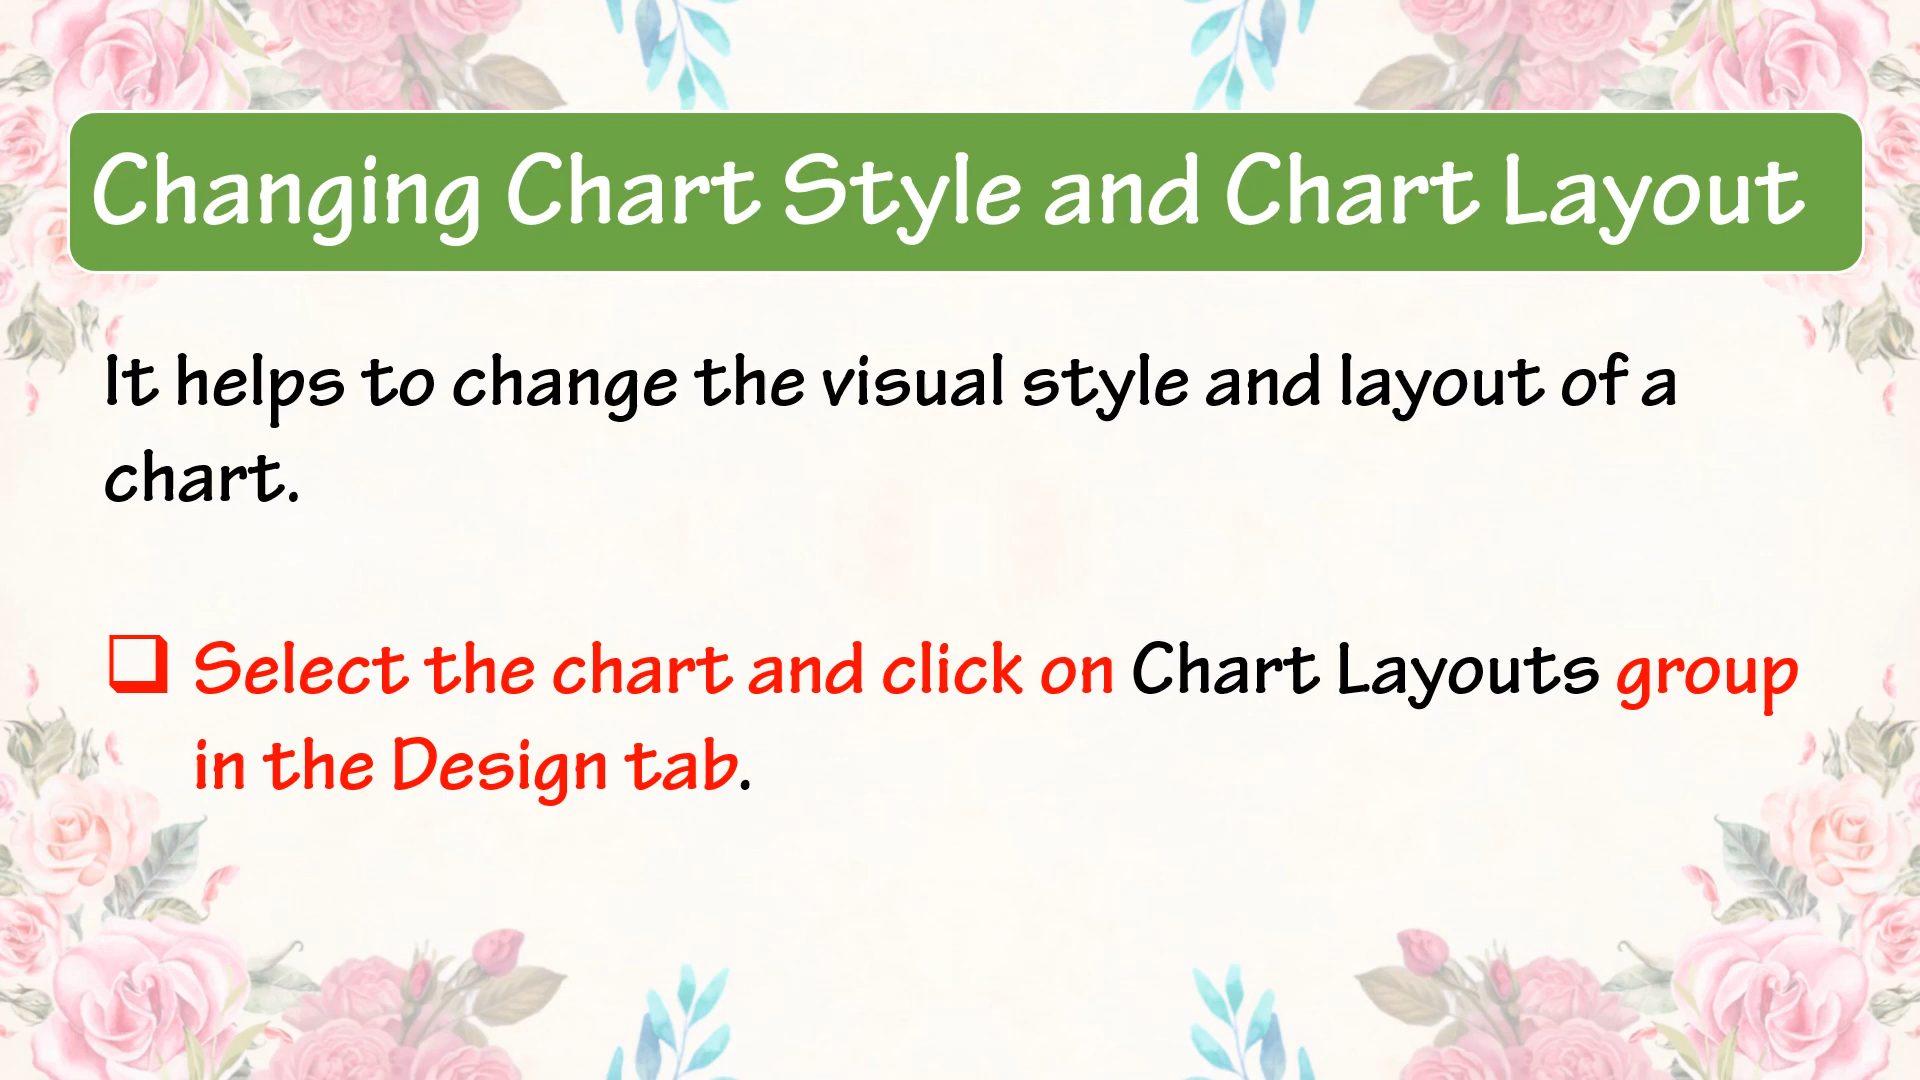 Changing Chart Style and Chart Layout
It helps to change the visual style and layout of a
chart.
❑ Select the chart and click on Chart Layouts group
in the Design tab.